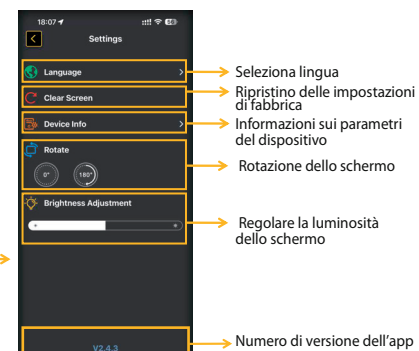 18:07
Settings
Language
Clear Screen
Device Info
Rotate
0°
180°
Brightness Adjustment
V2.4.3
Seleziona lingua
Ripristino delle impostazioni
di fabbrica
Informazioni sui parametri
del dispositivo
Rotazione dello schermo
Regolare la luminosità
dello schermo
Numero di versione dell'app